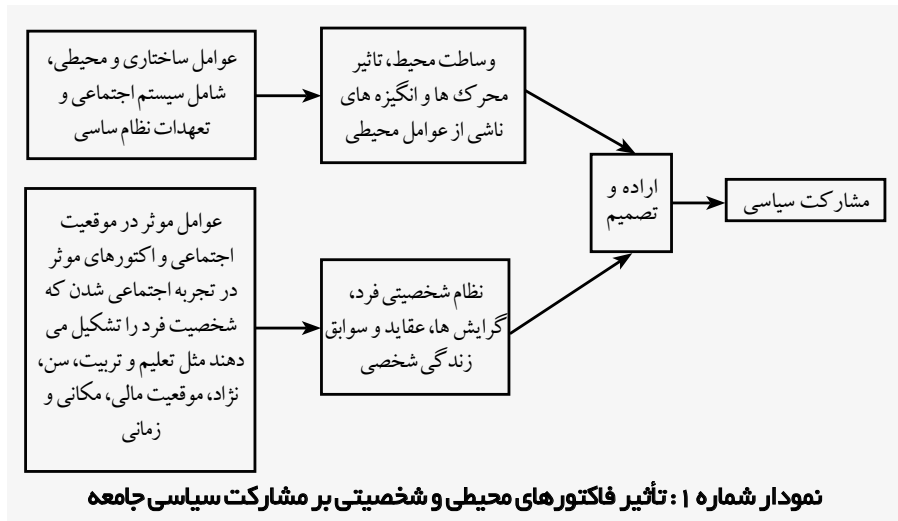 عوامل ساختاری و محیطی،
شامل سیستم اجتماعی و
تعهدات نظام ساسی
وساطت محیط، تاثیر
محرک ها و انگیزه های
ناشی از عوامل محیطی
اراده و
تصمیم
مشارکت سیاسی
عوامل موثر در موقعیت
اجتماعی و اکتورهای موثر
در تجربه اجتماعی شدن که
شخصیت فرد را تشکیل می
دهند مثل تعلیم و تربیت، سن،
نژاد، موقعیت مالی، مکانی و
زمانی
نظام شخصیتی فرد،
گرایش ها، عقاید و سوابق
زندگی شخصی
نمودار شماره ۱: تأثیر فاکتورهای محیطی و شخصیتی بر مشارکت سیاسی جامعه